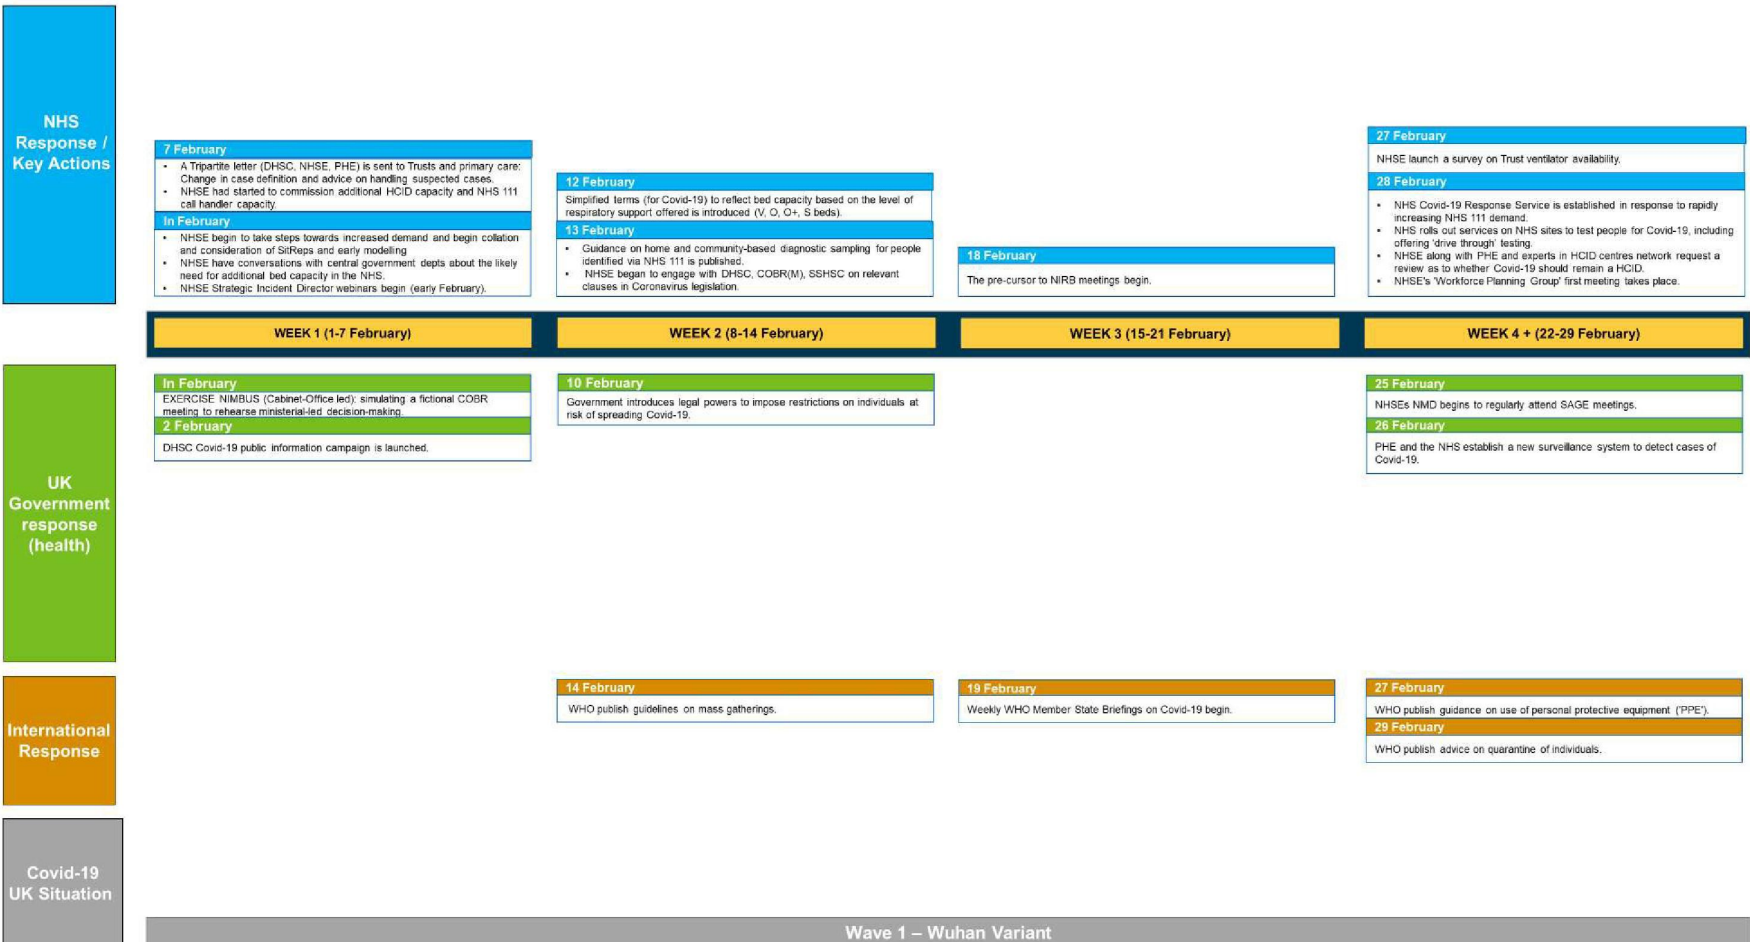 NHS
Response /
Key Actions
7 February
• A Tripartite letter (DHSC, NHSE, PHE) is sent to Trusts and primary care:
Change in case definition and advice on handling suspected cases.
• NHSE had started to commission additional HCID capacity and NHS 111
call handler capacity.
In February
• NHSE begin to take steps towards increased demand and begin collation
and consideration of SitReps and early modelling
• NHSE have conversations with central government depts about the likely
need for additional bed capacity in the NHS.
• NHSE Strategic Incident Director webinars begin (early February).
12 February
Simplified terms (for Covid-19) to reflect bed capacity based on the level of
respiratory support offered is introduced (V, O, O+, S beds).
13 February
• Guidance on home and community-based diagnostic sampling for people
identified via NHS 111 is published.
• NHSE began to engage with DHSC, COBR(M), SSHSC on relevant
clauses in Coronavirus legislation.
18 February
The pre-cursor to NIRB meetings begin.
27 February
NHSE launch a survey on Trust ventilator availability.
28 February
• NHS Covid-19 Response Service is established in response to rapidly
increasing NHS 111 demand.
• NHS rolls out services on NHS sites to test people for Covid-19, including
offering 'drive through' testing.
• NHSE along with PHE and experts in HCID centres network request a
review as to whether Covid-19 should remain a HCID.
• NHSE's 'Workforce Planning Group' first meeting takes place.
WEEK 1 (1-7 February)
WEEK 2 (8-14 February)
WEEK 3 (15-21 February)
WEEK 4 + (22-29 February)
UK
Government
response
(health)
In February
EXERCISE NIMBUS (Cabinet-Office led): simulating a fictional COBR
meeting to rehearse ministerial-led decision-making.
2 February
DHSC Covid-19 public information campaign is launched.
10 February
Government introduces legal powers to impose restrictions on individuals at
risk of spreading Covid-19.
25 February
NHSEs NMD begins to regularly attend SAGE meetings.
26 February
PHE and the NHS establish a new surveillance system to detect cases of
Covid-19.
International
Response
14 February
WHO publish guidelines on mass gatherings.
19 February
Weekly WHO Member State Briefings on Covid-19 begin.
27 February
WHO publish guidance on use of personal protective equipment ('PPE').
29 February
WHO publish advice on quarantine of individuals.
Covid-19
UK Situation
Wave 1 – Wuhan Variant